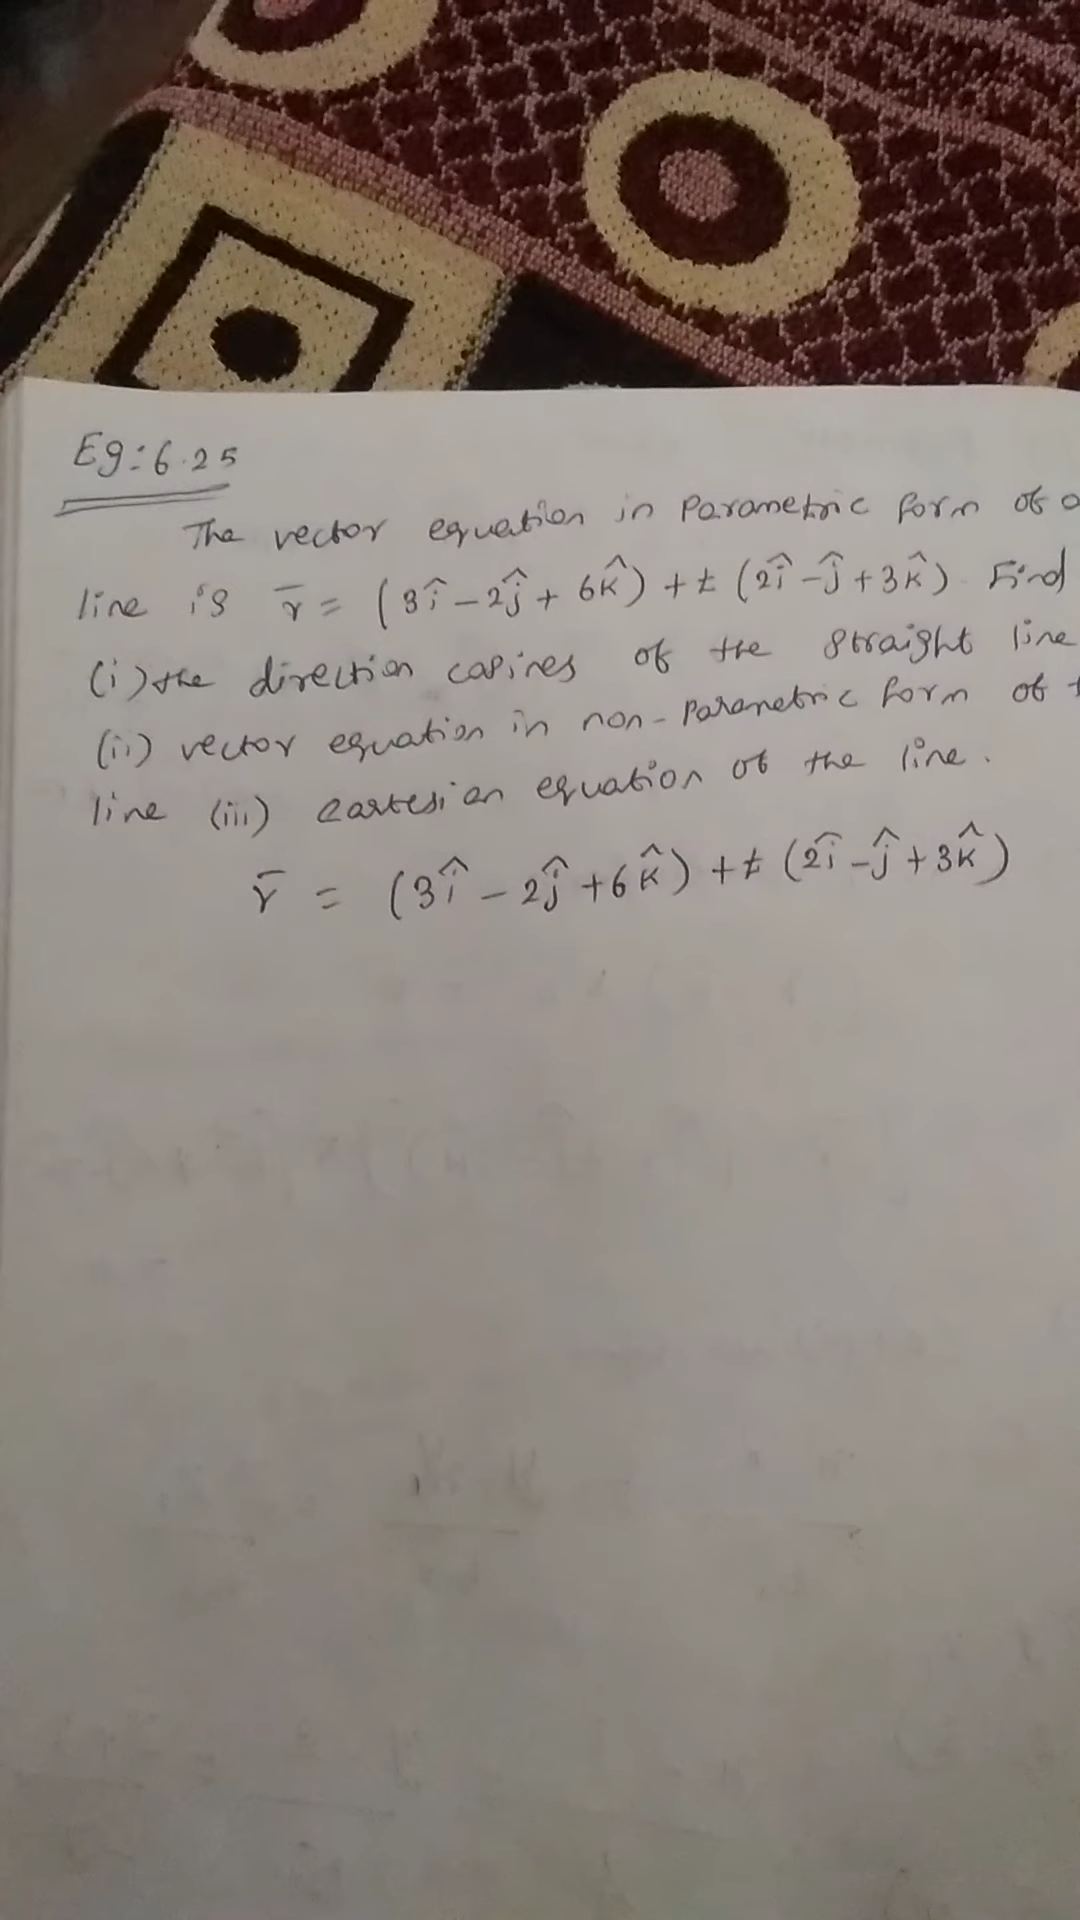 Eg: 6.25
The vector equation in parametric form of a
line is r̄ = (3î - 2ĵ + 6k̂) + t (2î - ĵ + 3k̂). Find
(i) the direction cosines of the straight line
(ii) vector equation in non-parametric form of
line (iii) cartesian equation of the line.
r̄ = (3î - 2ĵ + 6k̂) + t (2î - ĵ + 3k̂)